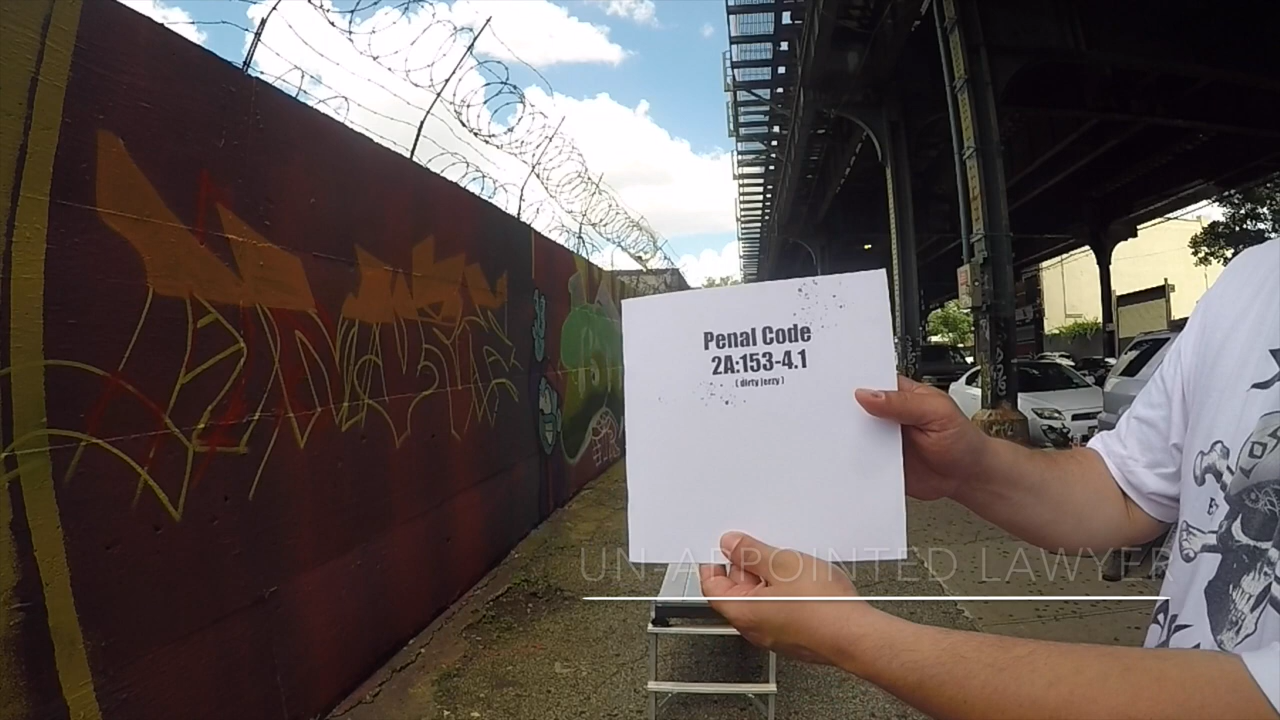 Penal Code
2A:153-4.1
( dirty jerzy )
UN-APPOINTED LAWYER